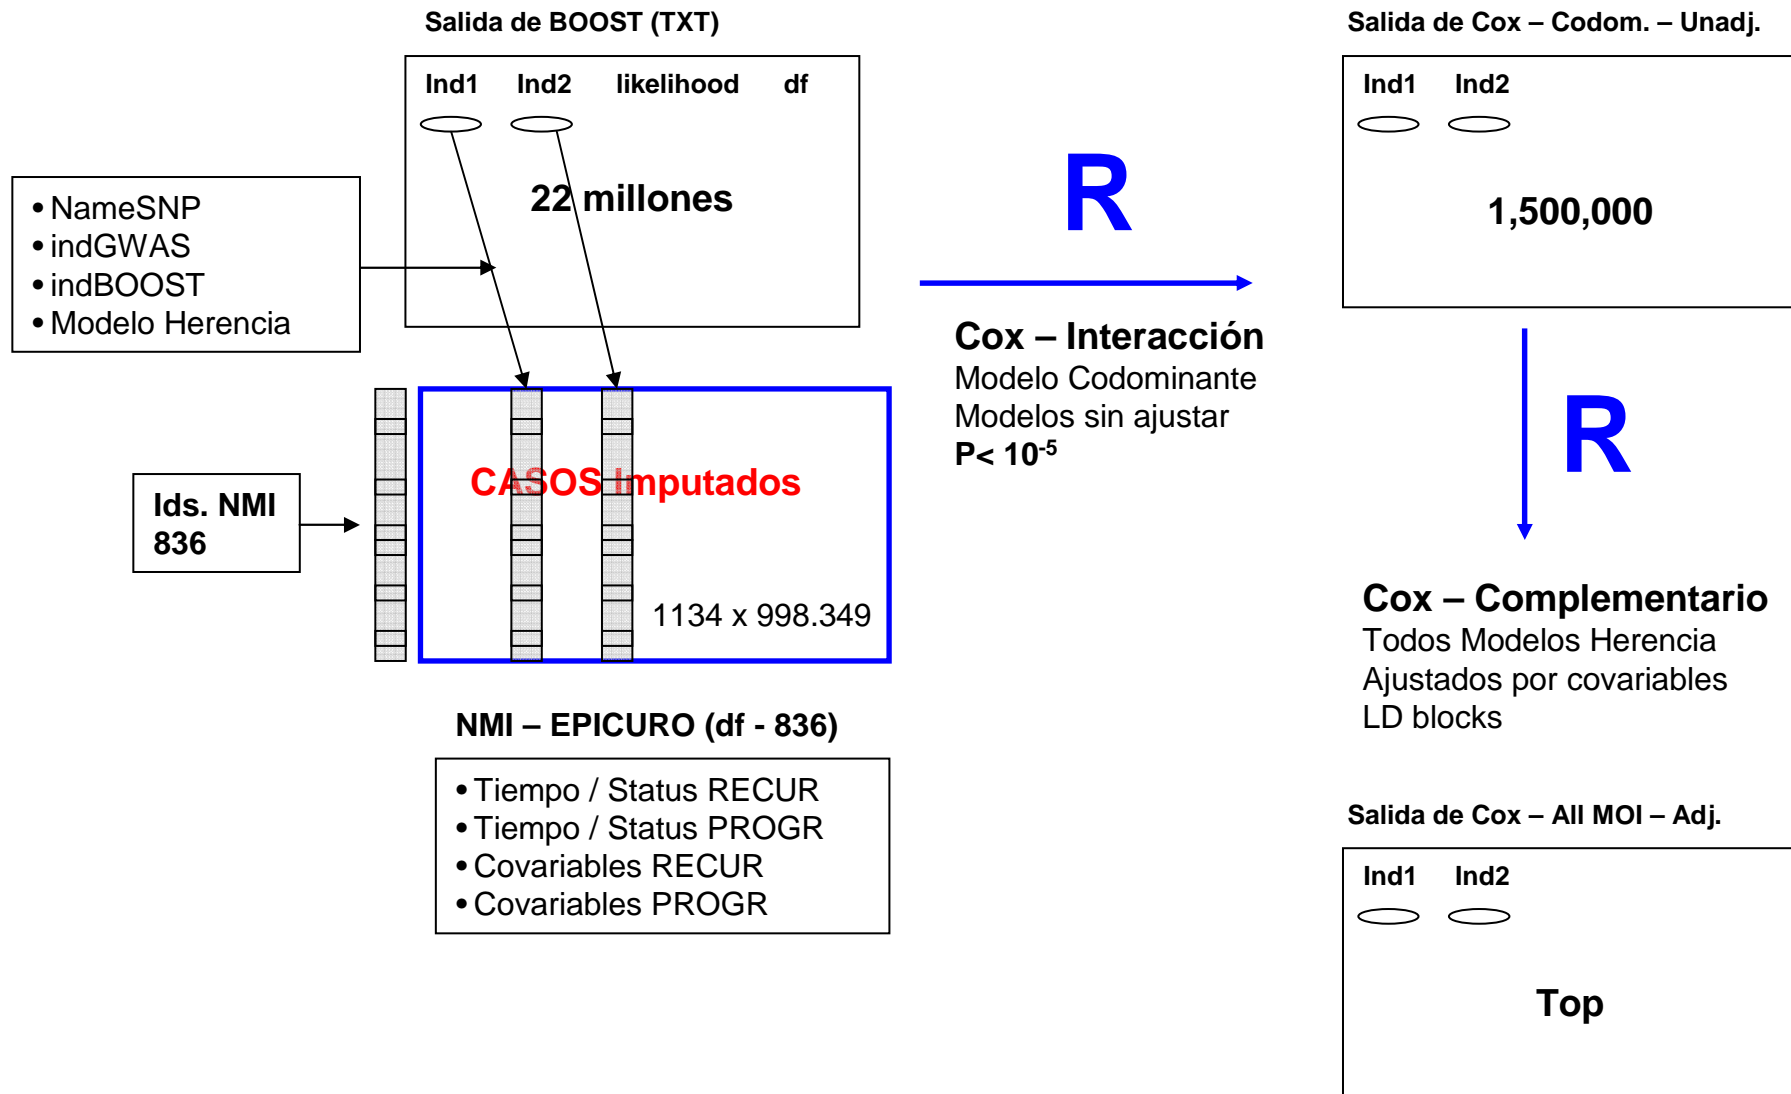 Salida de BOOST (TXT)
Ind1 Ind2 likelihood df
22 millones
• NameSNP
• indGWAS
• indBOOST
• Modelo Herencia
CASOS Imputados
1134 x 998.349
Ids. NMI
836
NMI – EPICURO (df - 836)
• Tiempo / Status RECUR
• Tiempo / Status PROGR
• Covariables RECUR
• Covariables PROGR
R
Cox – Interacción
Modelo Codominante
Modelos sin ajustar
P< 10⁻⁵
Salida de Cox – Codom. – Unadj.
Ind1 Ind2
1,500,000
R
Cox – Complementario
Todos Modelos Herencia
Ajustados por covariables
LD blocks
Salida de Cox – All MOI – Adj.
Ind1 Ind2
Top